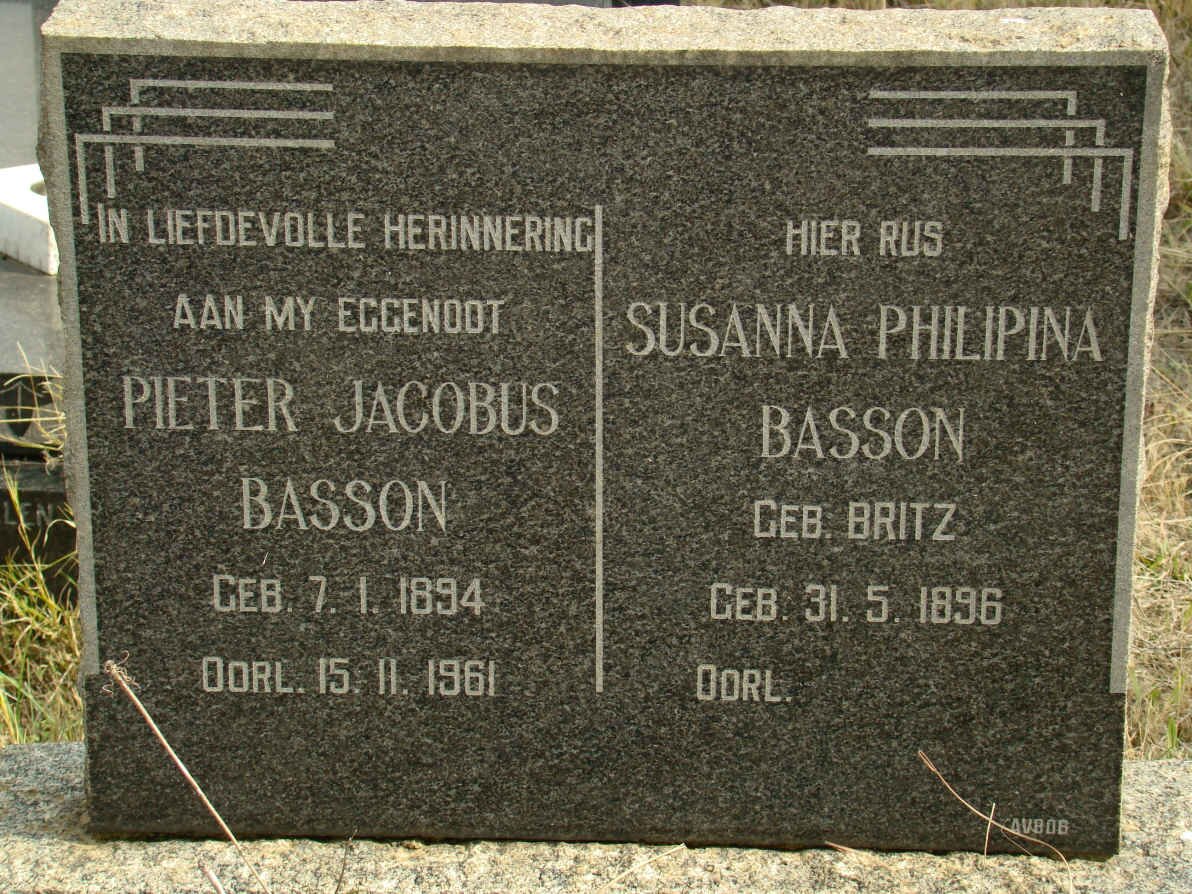 IN LIEFDEVOLLE HERINNERING
AAN MY EGGENOOT
PIETER JACOBUS
BASSON
GEB. 7. 1. 1894
OORL. 15. 11. 1961
HIER RUS
SUSANNA PHILIPINA
BASSON
GEB. BRITZ
GEB. 31. 5. 1896
OORL.
AVBOB